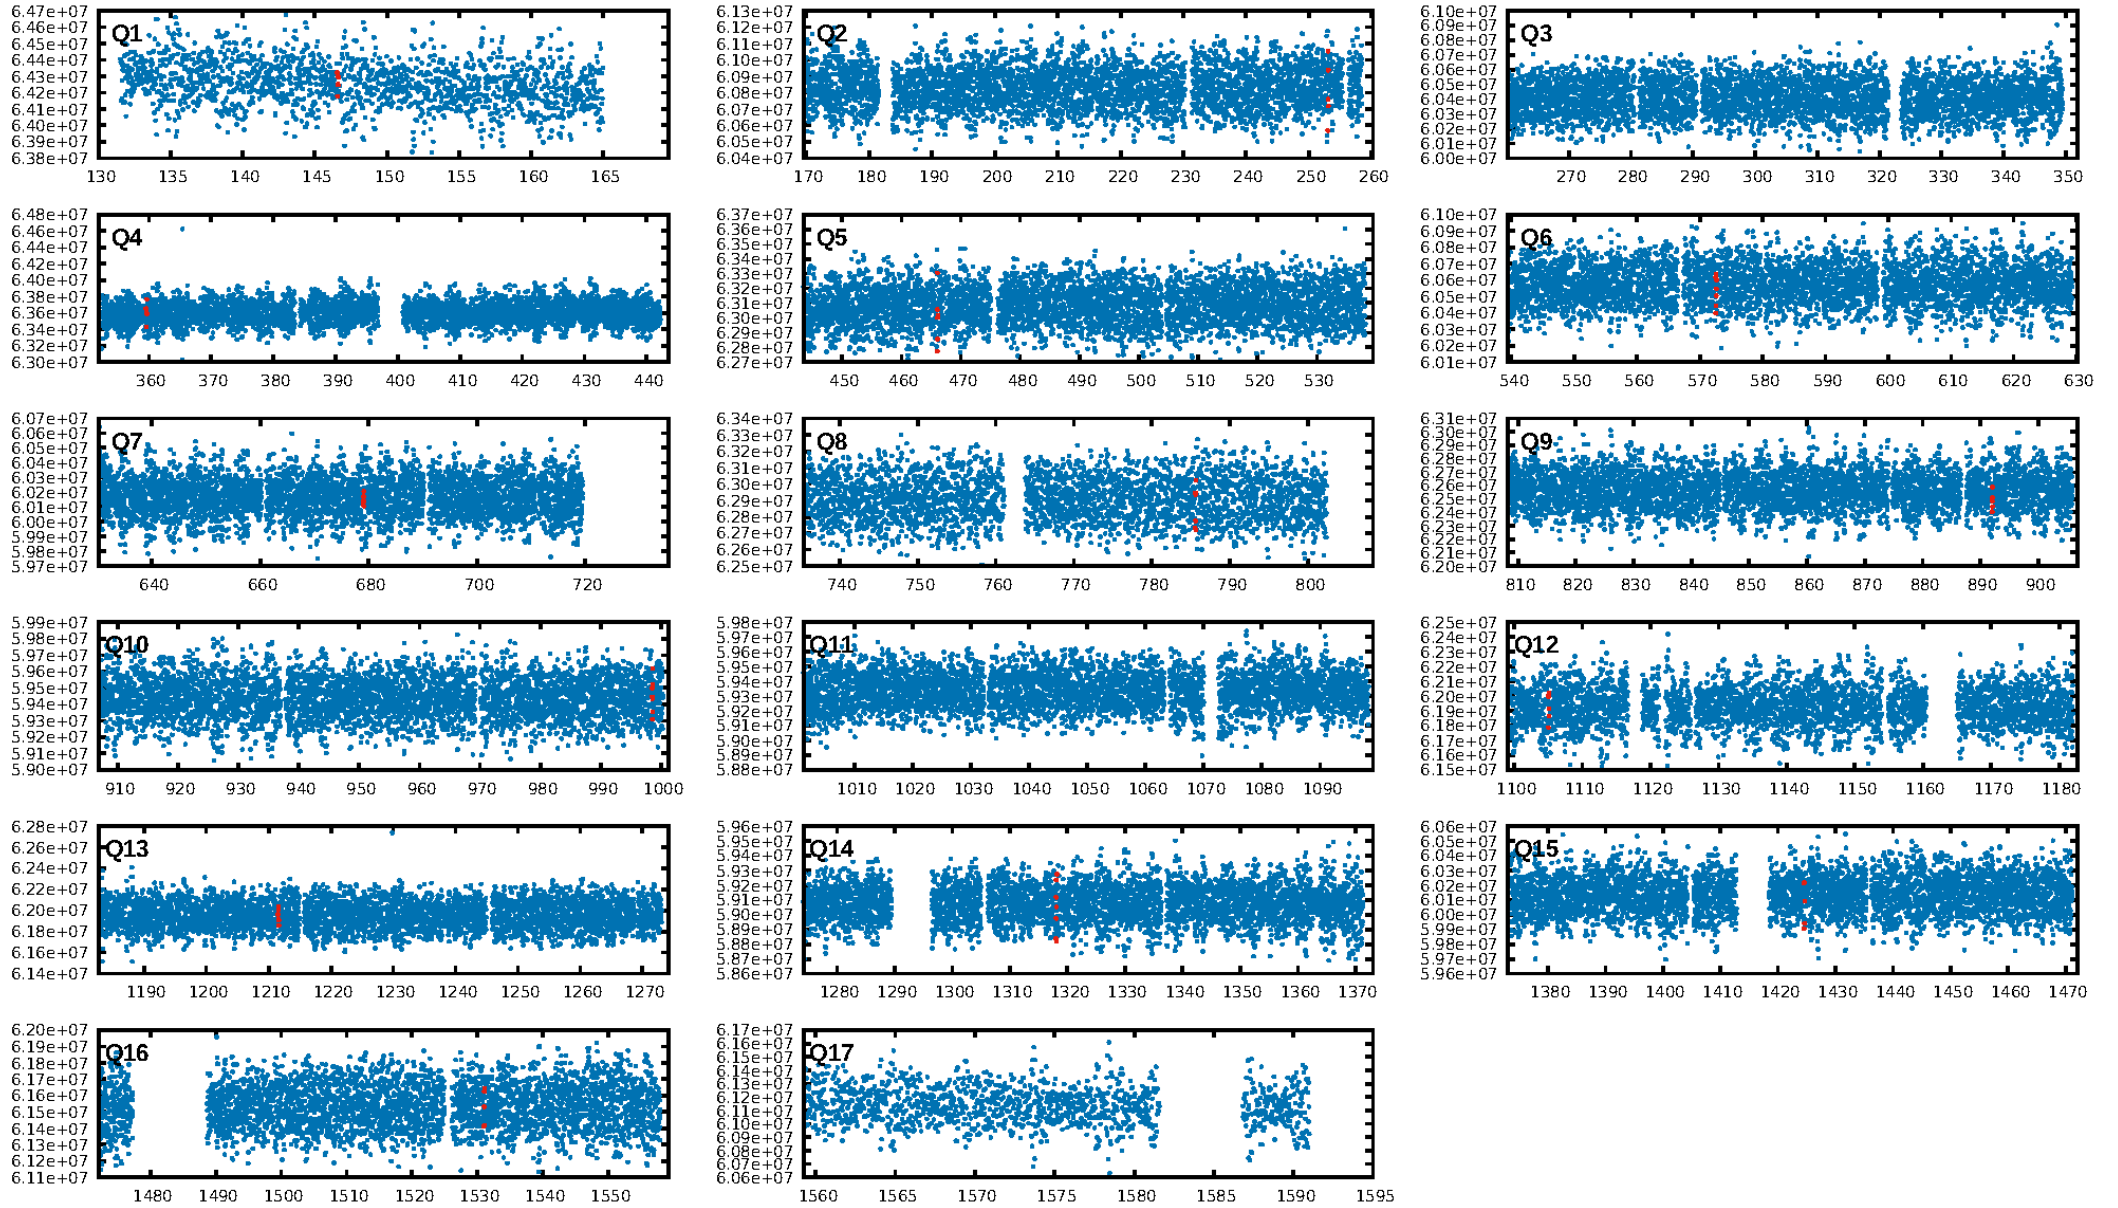 6.47e+07
6.46e+07
6.45e+07
6.44e+07
6.43e+07
6.42e+07
6.41e+07
6.40e+07
6.39e+07
6.38e+07
Q1
130 135 140 145 150 155 160 165
6.13e+07
6.12e+07
6.11e+07
6.10e+07
6.09e+07
6.08e+07
6.07e+07
6.06e+07
6.05e+07
6.04e+07
Q2
170 180 190 200 210 220 230 240 250 260
6.10e+07
6.09e+07
6.08e+07
6.07e+07
6.06e+07
6.05e+07
6.04e+07
6.03e+07
6.02e+07
6.01e+07
6.00e+07
Q3
270 280 290 300 310 320 330 340 350
6.48e+07
6.46e+07
6.44e+07
6.42e+07
6.40e+07
6.38e+07
6.36e+07
6.34e+07
6.32e+07
6.30e+07
Q4
360 370 380 390 400 410 420 430 440
6.37e+07
6.36e+07
6.35e+07
6.34e+07
6.33e+07
6.32e+07
6.31e+07
6.30e+07
6.29e+07
6.28e+07
6.27e+07
Q5
450 460 470 480 490 500 510 520 530
6.10e+07
6.09e+07
6.08e+07
6.07e+07
6.06e+07
6.05e+07
6.04e+07
6.03e+07
6.02e+07
6.01e+07
Q6
540 550 560 570 580 590 600 610 620 630
6.07e+07
6.06e+07
6.05e+07
6.04e+07
6.03e+07
6.02e+07
6.01e+07
6.00e+07
5.99e+07
5.98e+07
5.97e+07
Q7
640 660 680 700 720
6.34e+07
6.33e+07
6.32e+07
6.31e+07
6.30e+07
6.29e+07
6.28e+07
6.27e+07
6.26e+07
6.25e+07
Q8
740 750 760 770 780 790 800
6.31e+07
6.30e+07
6.29e+07
6.28e+07
6.27e+07
6.26e+07
6.25e+07
6.24e+07
6.23e+07
6.22e+07
6.21e+07
6.20e+07
Q9
810 820 830 840 850 860 870 880 890 900
5.99e+07
5.98e+07
5.97e+07
5.96e+07
5.95e+07
5.94e+07
5.93e+07
5.92e+07
5.91e+07
5.90e+07
Q10
910 920 930 940 950 960 970 980 990 1000
5.98e+07
5.97e+07
5.96e+07
5.95e+07
5.94e+07
5.93e+07
5.92e+07
5.91e+07
5.90e+07
5.89e+07
5.88e+07
Q11
1010 1020 1030 1040 1050 1060 1070 1080 1090
6.25e+07
6.24e+07
6.23e+07
6.22e+07
6.21e+07
6.20e+07
6.19e+07
6.18e+07
6.17e+07
6.16e+07
6.15e+07
Q12
1100 1110 1120 1130 1140 1150 1160 1170 1180
6.28e+07
6.26e+07
6.24e+07
6.22e+07
6.20e+07
6.18e+07
6.16e+07
6.14e+07
Q13
1190 1200 1210 1220 1230 1240 1250 1260 1270
5.96e+07
5.95e+07
5.94e+07
5.93e+07
5.92e+07
5.91e+07
5.90e+07
5.89e+07
5.88e+07
5.87e+07
5.86e+07
Q14
1280 1290 1300 1310 1320 1330 1340 1350 1360 1370
6.06e+07
6.05e+07
6.04e+07
6.03e+07
6.02e+07
6.01e+07
6.00e+07
5.99e+07
5.98e+07
5.97e+07
5.96e+07
Q15
1380 1390 1400 1410 1420 1430 1440 1450 1460 1470
6.20e+07
6.19e+07
6.18e+07
6.17e+07
6.16e+07
6.15e+07
6.14e+07
6.13e+07
6.12e+07
6.11e+07
Q16
1480 1490 1500 1510 1520 1530 1540 1550
6.17e+07
6.16e+07
6.15e+07
6.14e+07
6.13e+07
6.12e+07
6.11e+07
6.10e+07
6.09e+07
6.08e+07
6.07e+07
6.06e+07
Q17
1560 1565 1570 1575 1580 1585 1590 1595